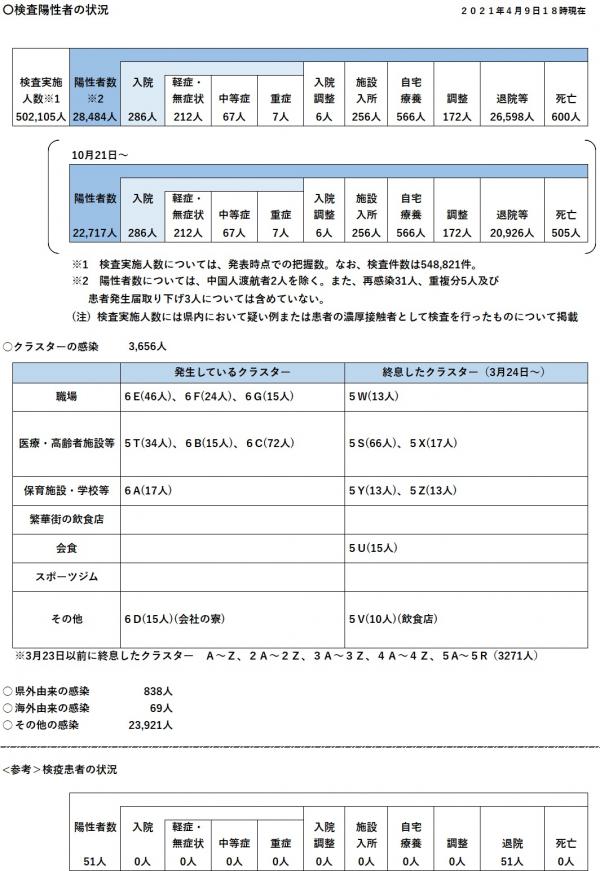 〇検査陽性者の状況 2021年4月9日18時現在
検査実施 陽性者数 入院 軽症・ 中等症 重症 入院 施設 自宅 調整 退院等 死亡
人数※1 ※2 無症状 調整 入所 療養
502,105人 28,484人 286人 212人 67人 7人 6人 256人 566人 172人 26,598人 600人
10月21日～
陽性者数 入院 軽症・ 中等症 重症 入院 施設 自宅 調整 退院等 死亡
無症状 調整 入所 療養
22,717人 286人 212人 67人 7人 6人 256人 566人 172人 20,926人 505人
※1 検査実施人数については、発表時点での把握数。なお、検査件数は548,821件。
※2 陽性者数については、中国人渡航者2人を除く。また、再感染31人、重複分5人及び
患者発生届取り下げ3人については含めていない。
（注）検査実施人数には県内において疑い例または患者の濃厚接触者として検査を行ったものについて掲載
〇クラスターの感染 3,656人
発生しているクラスター 終息したクラスター（3月24日～）
職場 6E(46人)、6F(24人)、6G(15人) 5W(13人)
医療・高齢者施設等 5T(34人)、6B(15人)、6C(72人) 5S(66人)、5X(17人)
保育施設・学校等 6A(17人) 5Y(13人)、5Z(13人)
繁華街の飲食店
会食 5U(15人)
スポーツジム
その他 6D(15人)(会社の寮) 5V(10人)(飲食店)
※3月23日以前に終息したクラスター A～Z、2A～2Z、3A～3Z、4A～4Z、5A～5R（3271人）
〇県外由来の感染 838人
〇海外由来の感染 69人
〇その他の感染 23,921人
＜参考＞検疫患者の状況
陽性者数 入院 軽症・ 中等症 重症 入院 施設 自宅 調整 退院 死亡
無症状 調整 入所 療養
51人 0人 0人 0人 0人 0人 0人 0人 0人 51人 0人